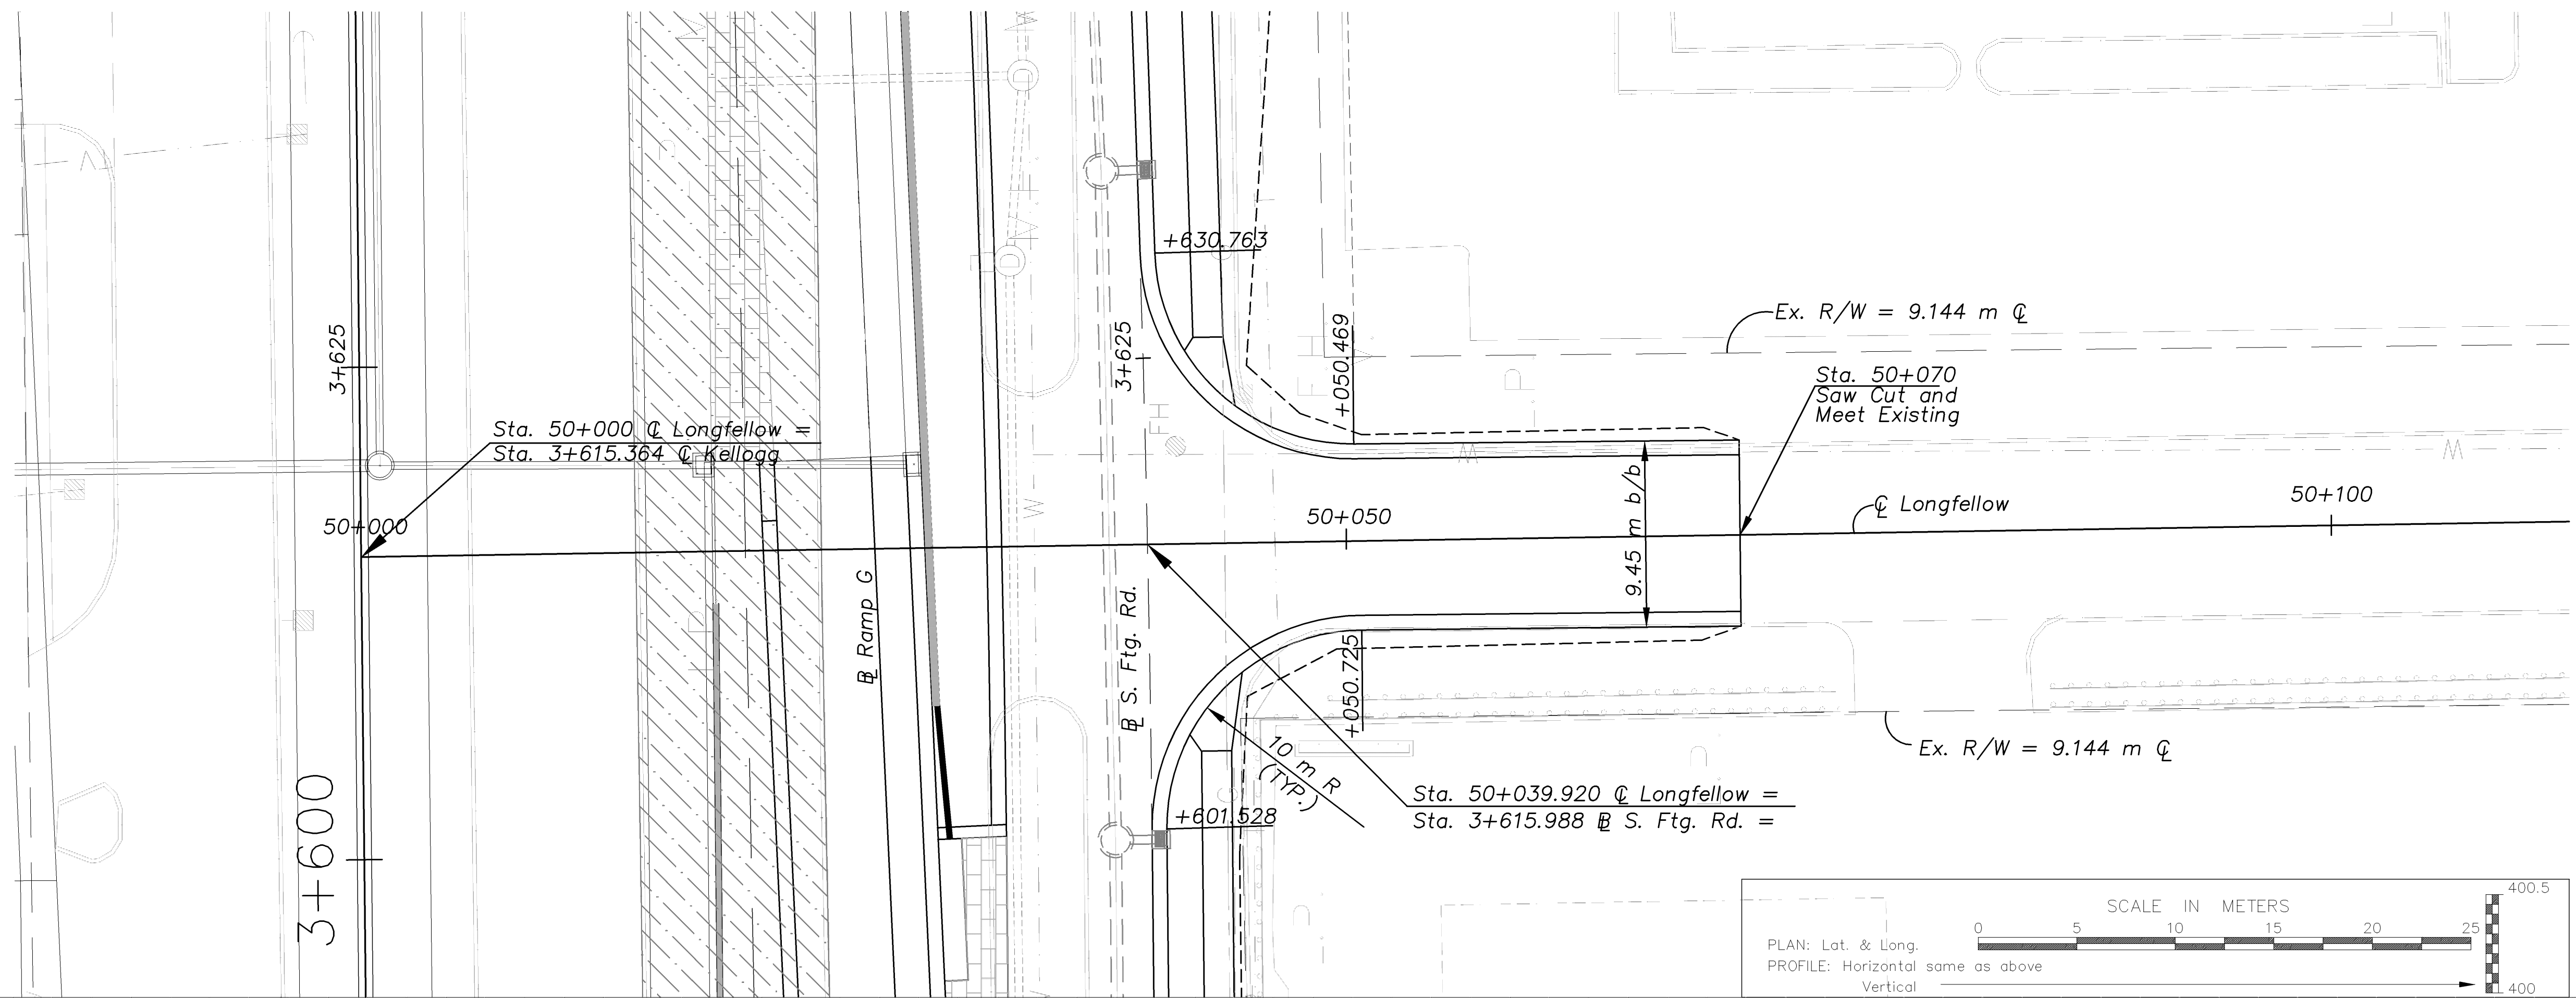 +630.763
Ex. R/W = 9.144 m ℄
3+625
3+625
+050.469
Sta. 50+070
Saw Cut and
Meet Existing
Sta. 50+000 ℄ Longfellow =
Sta. 3+615.364 ℄ Kellogg
FH
W
W
W
50+000
50+050
℄ Longfellow
50+100
9.45 m b/b
BL Ramp G
BL S. Ftg. Rd.
+050.725
Ex. R/W = 9.144 m ℄
10 m R
(TYP.)
Sta. 50+039.920 ℄ Longfellow =
Sta. 3+615.988 BL S. Ftg. Rd. =
+601.528
3+600
D
D
SCALE IN METERS
0 5 10 15 20 25
PLAN: Lat. & Long.
PROFILE: Horizontal same as above
Vertical
400.5
400